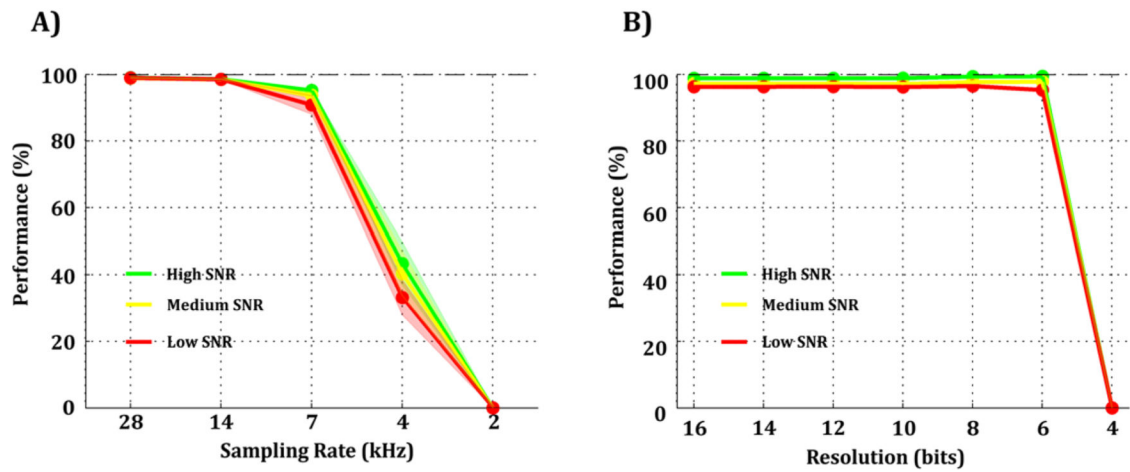 A)
100
80
60
40
20
0
Performance (%)
High SNR
Medium SNR
Low SNR
28 14 7 4 2
Sampling Rate (kHz)
B)
100
80
60
40
20
0
Performance (%)
High SNR
Medium SNR
Low SNR
16 14 12 10 8 6 4
Resolution (bits)